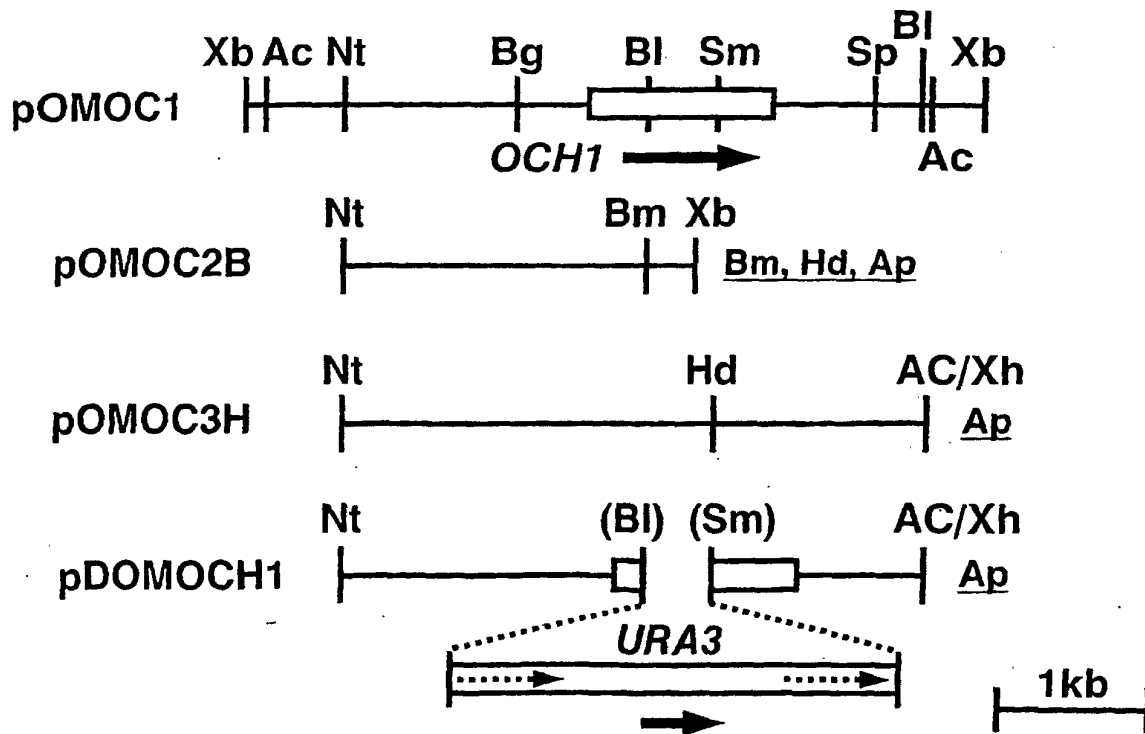 Bl
Xb Ac Nt Bg Bl Sm Sp Xb
pOMOC1
OCH1 Ac
Nt Bm Xb
pOMOC2B Bm, Hd, Ap
Nt Hd AC/Xh
pOMOC3H Ap
Nt (Bl) (Sm) AC/Xh
pDOMOCH1 Ap
URA3
1kb